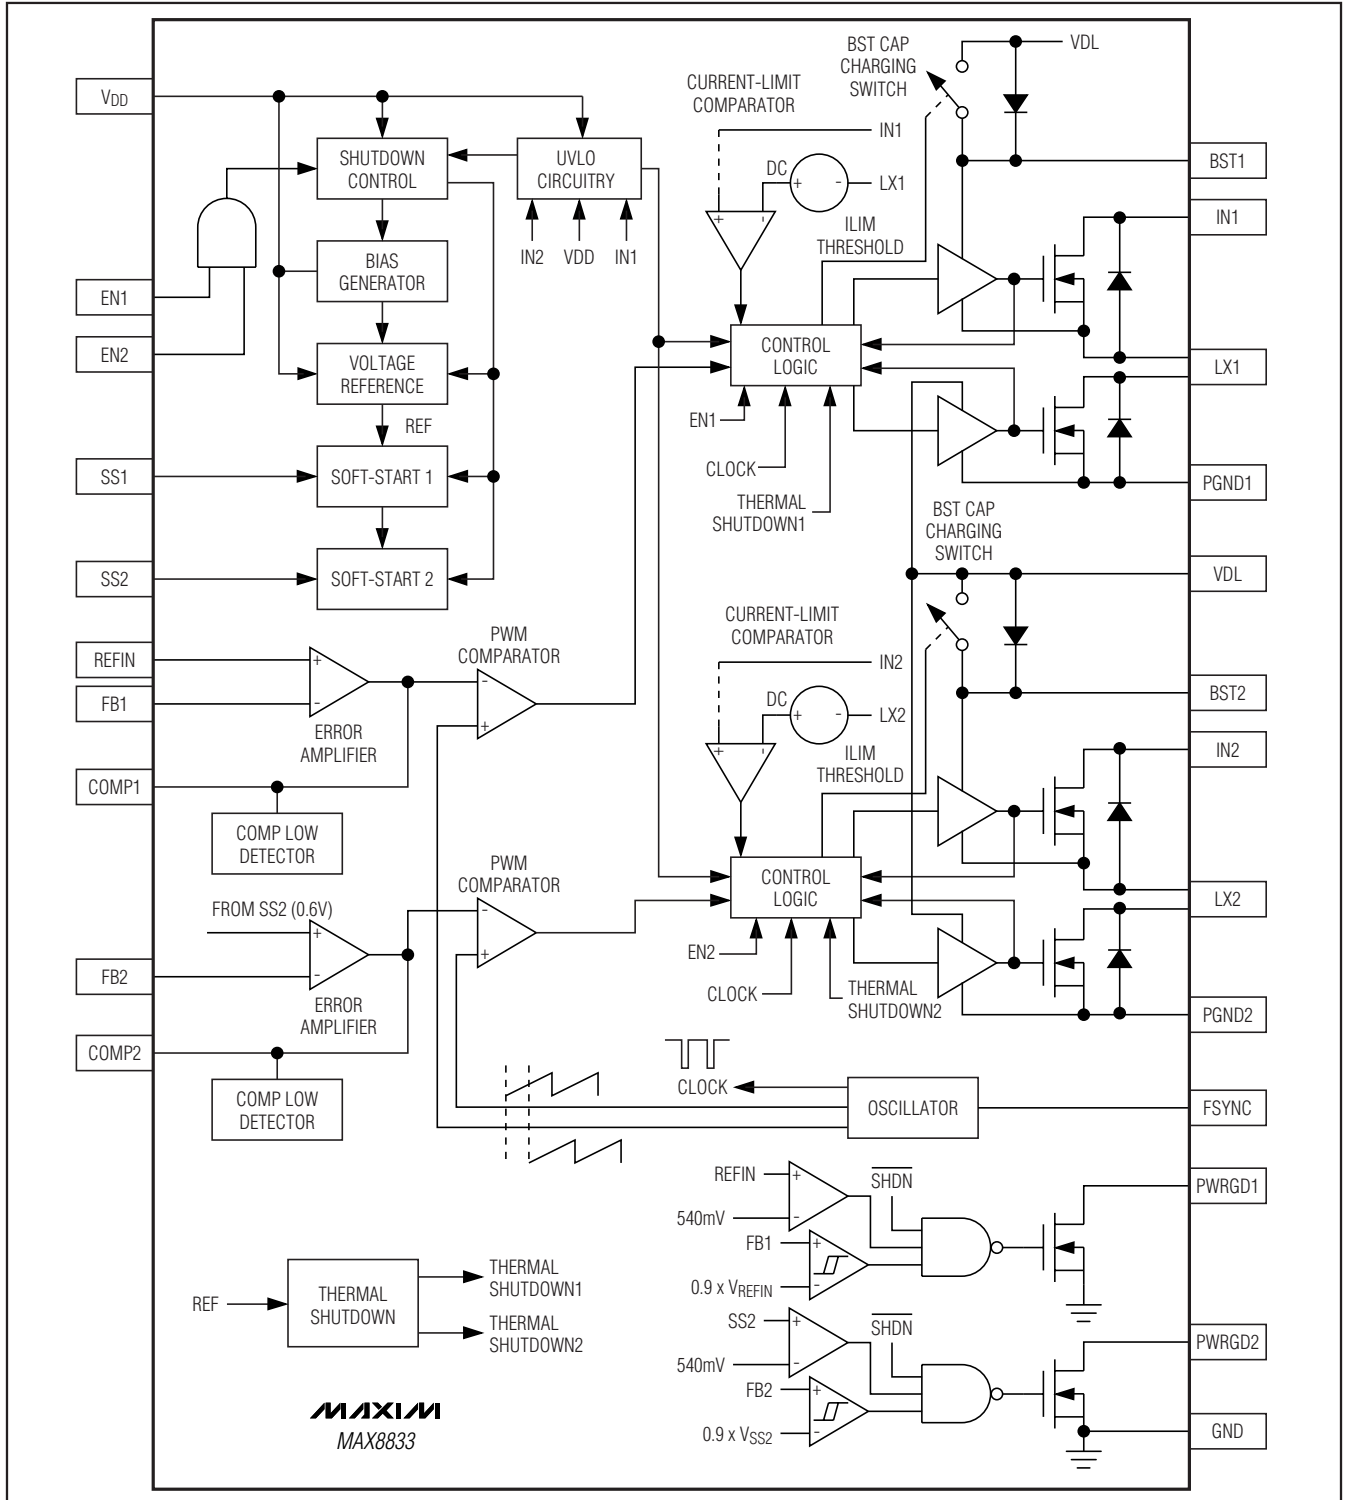 VDD
EN1
EN2
SS1
SS2
REFIN
FB1
COMP1
FB2
COMP2
SHUTDOWN
CONTROL
UVLO
CIRCUITRY
IN2
VDD
IN1
BIAS
GENERATOR
VOLTAGE
REFERENCE
REF
SOFT-START 1
SOFT-START 2
+
-
ERROR
AMPLIFIER
COMP LOW
DETECTOR
PWM
COMPARATOR
-
+
FROM SS2 (0.6V)
+
-
ERROR
AMPLIFIER
COMP LOW
DETECTOR
PWM
COMPARATOR
-
+
CURRENT-LIMIT
COMPARATOR
IN1
DC
+
-
LX1
+
-
ILIM
THRESHOLD
BST CAP
CHARGING
SWITCH
VDL
CONTROL
LOGIC
EN1
CLOCK
THERMAL
SHUTDOWN1
BST CAP
CHARGING
SWITCH
CURRENT-LIMIT
COMPARATOR
IN2
DC
+
-
LX2
+
-
ILIM
THRESHOLD
CONTROL
LOGIC
EN2
CLOCK
THERMAL
SHUTDOWN2
CLOCK
OSCILLATOR
REFIN
+
540mV
-
SHDN
FB1
+
0.9 x VREFIN
-
SS2
+
540mV
-
SHDN
FB2
+
0.9 x VSS2
-
REF
THERMAL
SHUTDOWN
THERMAL
SHUTDOWN1
THERMAL
SHUTDOWN2
MAXIM
MAX8833
BST1
IN1
LX1
PGND1
VDL
BST2
IN2
LX2
PGND2
FSYNC
PWRGD1
PWRGD2
GND